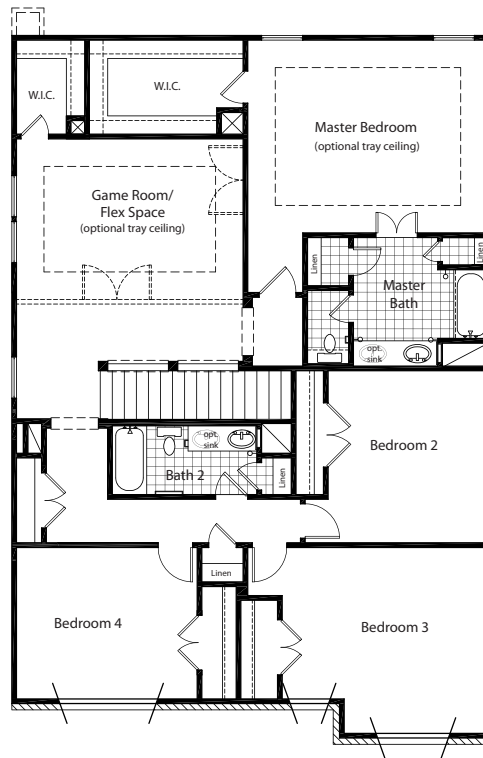 W.I.C.
W.I.C.
Master Bedroom
(optional tray ceiling)
Game Room/
Flex Space
(optional tray ceiling)
Linen
Linen
Master
Bath
opt.
sink
Bedroom 2
opt.
sink
Bath 2
Linen
Linen
Bedroom 4
Bedroom 3